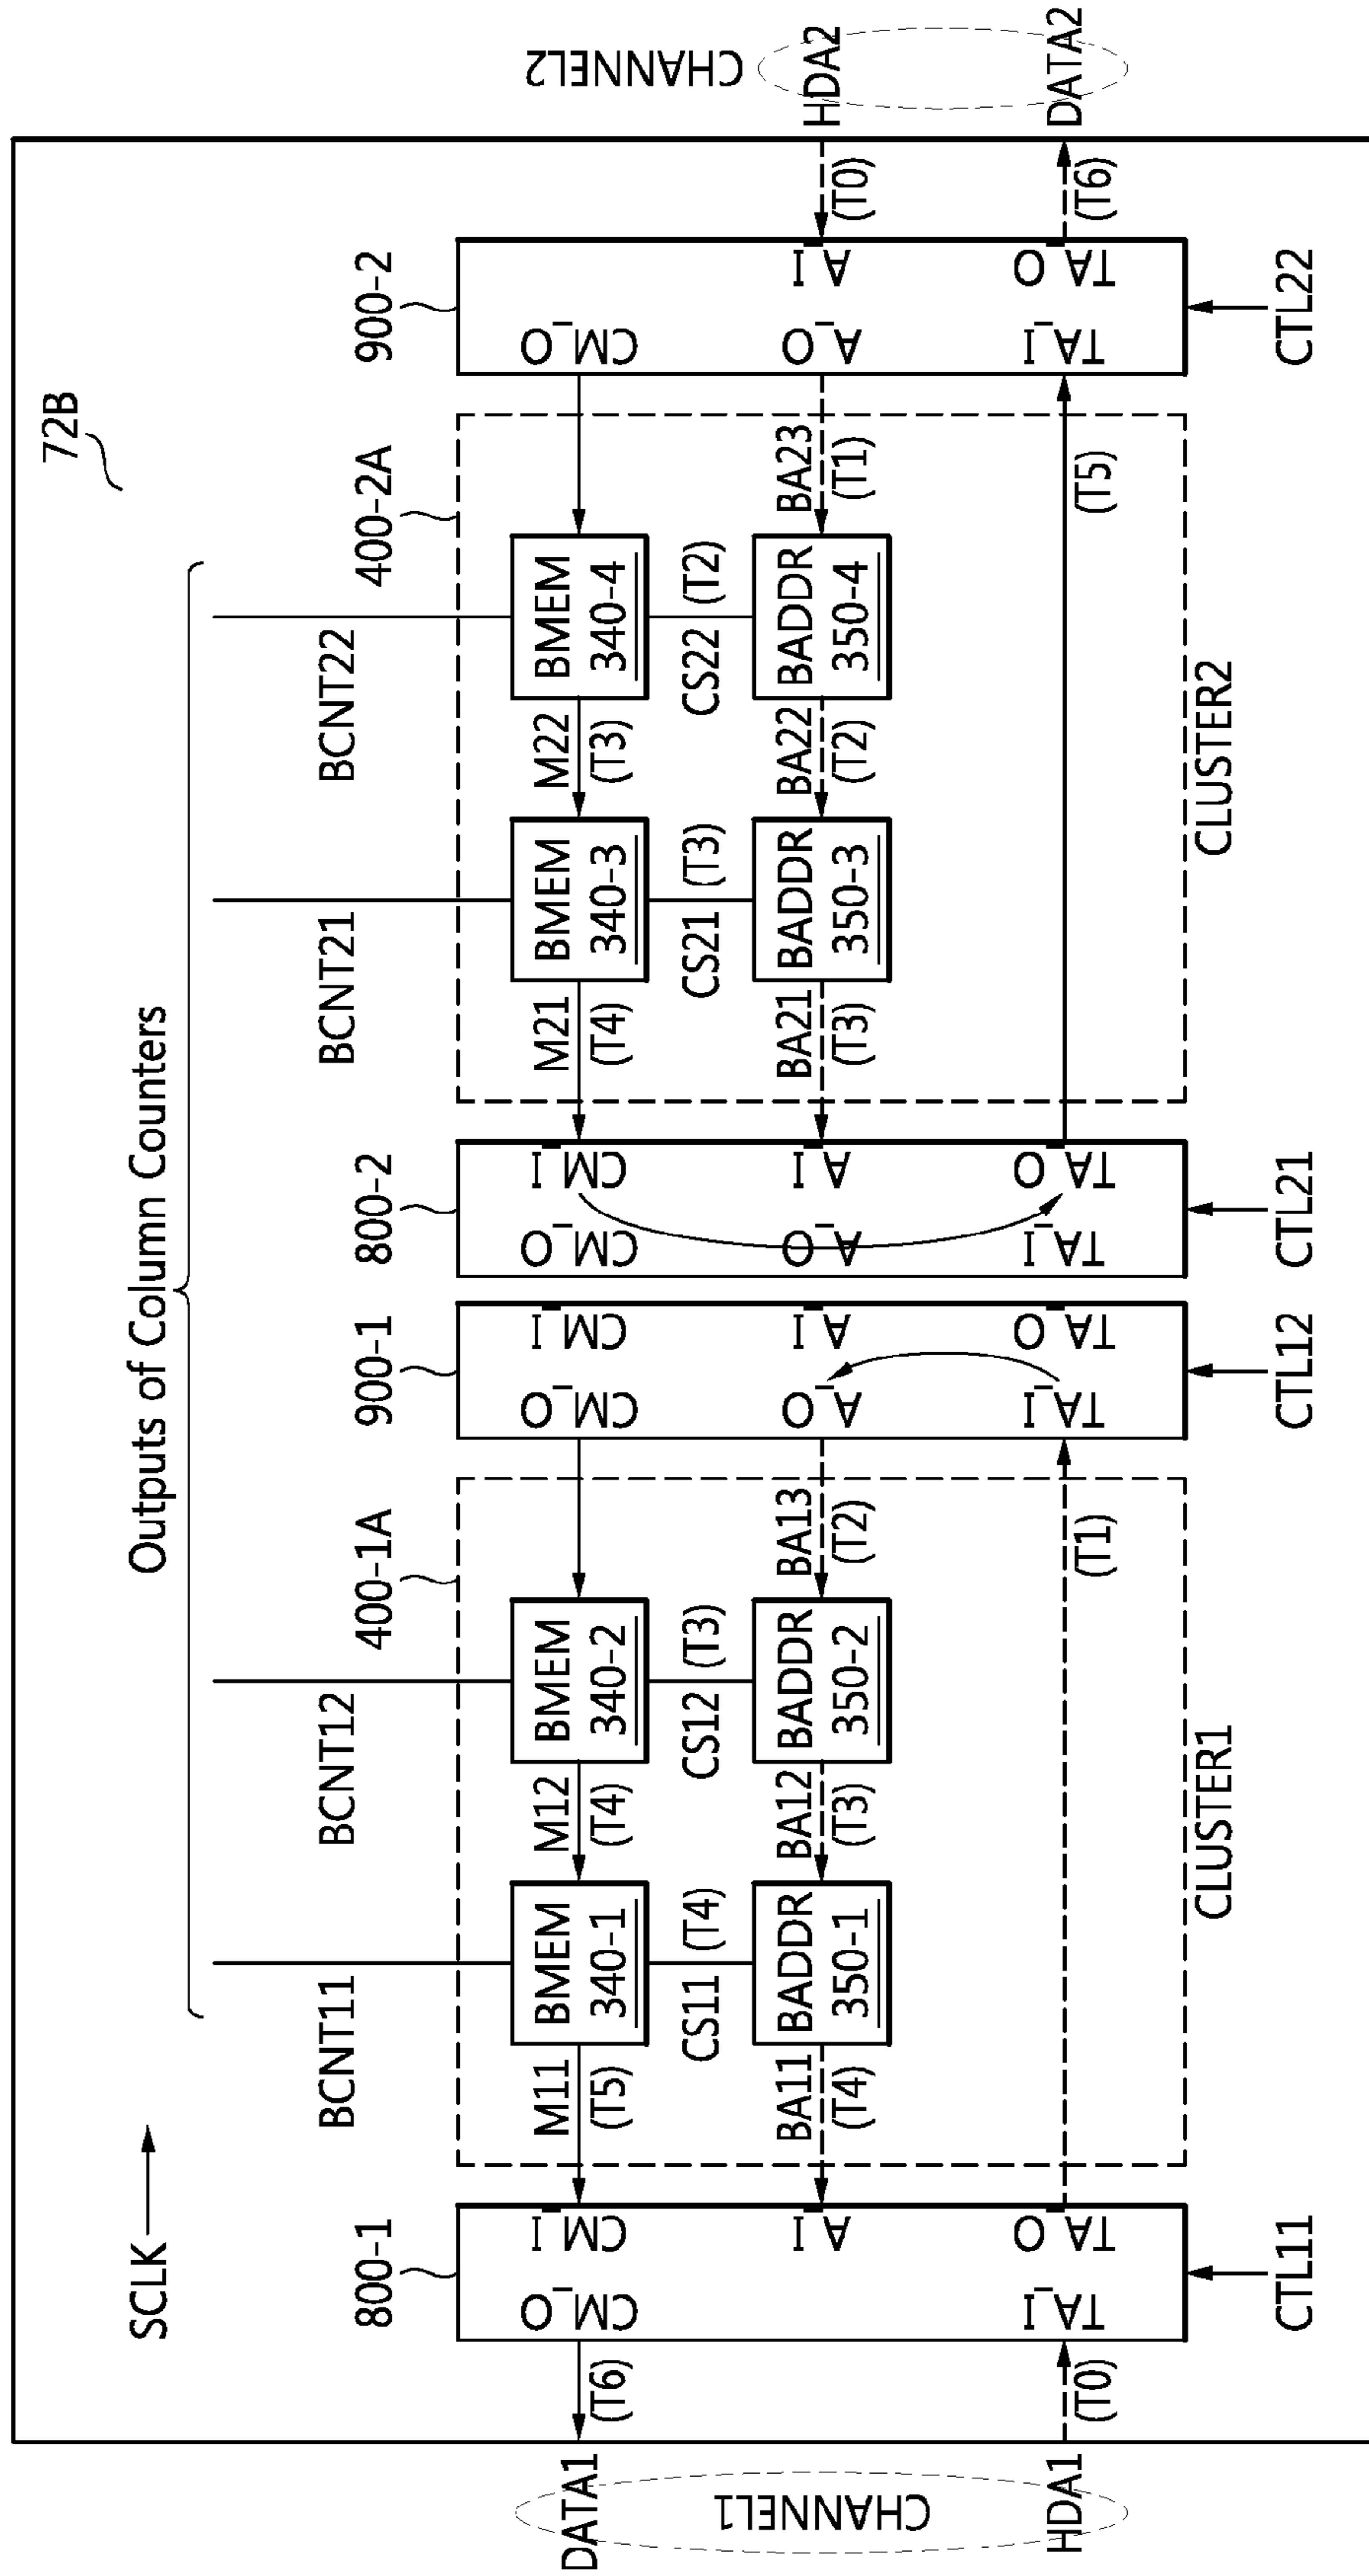 72B
SCLK
Outputs of Column Counters
BCNT11
BCNT12
BCNT21
BCNT22
800-1
400-1A
900-1
800-2
400-2A
900-2
DATA1
(T6)
CM_O
CM_I
M11
(T5)
BMEM
340-1
M12
(T4)
BMEM
340-2
CM_O
CM_I
CM_O
CM_I
M21
(T4)
BMEM
340-3
M22
(T3)
BMEM
340-4
CM_O
CHANNEL2
CS11
(T4)
CS12
(T3)
CS21
(T3)
CS22
(T2)
CHANNEL1
A_I
BA11
(T4)
BADDR
350-1
BA12
(T3)
BADDR
350-2
BA13
(T2)
A_O
A_I
A_O
A_I
BA21
(T3)
BADDR
350-3
BA22
(T2)
BADDR
350-4
BA23
(T1)
A_O
A_I
(T0)
HDA2
HDA1
(T0)
TA_I
TA_O
(T1)
TA_I
TA_O
TA_I
TA_O
(T5)
TA_I
TA_O
(T6)
DATA2
CLUSTER1
CLUSTER2
CTL11
CTL12
CTL21
CTL22